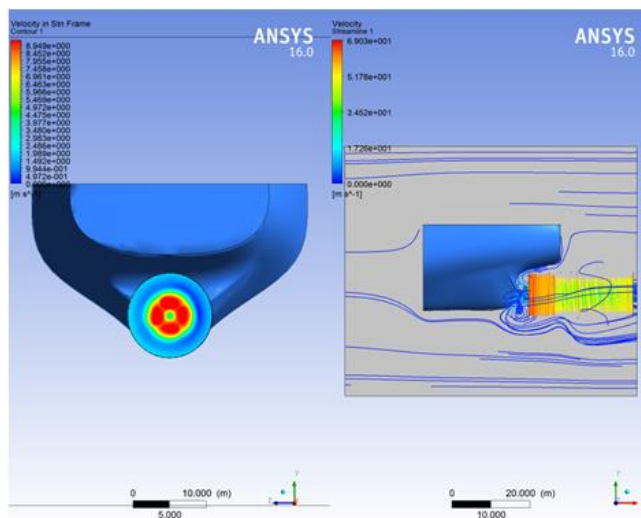 Velocity in Stn Frame
Contour 1
8.949e+000
8.452e+000
7.955e+000
7.458e+000
6.961e+000
6.463e+000
5.966e+000
5.469e+000
4.972e+000
4.475e+000
3.977e+000
3.480e+000
2.983e+000
2.486e+000
1.989e+000
1.492e+000
9.944e-001
4.972e-001
0.000e+000
[m s^-1]
ANSYS
16.0
0 10.000 (m)
5.000
Y
Z
Velocity
Streamline 1
6.903e+001
5.178e+001
3.452e+001
1.726e+001
0.000e+000
[m s^-1]
ANSYS
16.0
0 20.000 (m)
10.000
Y